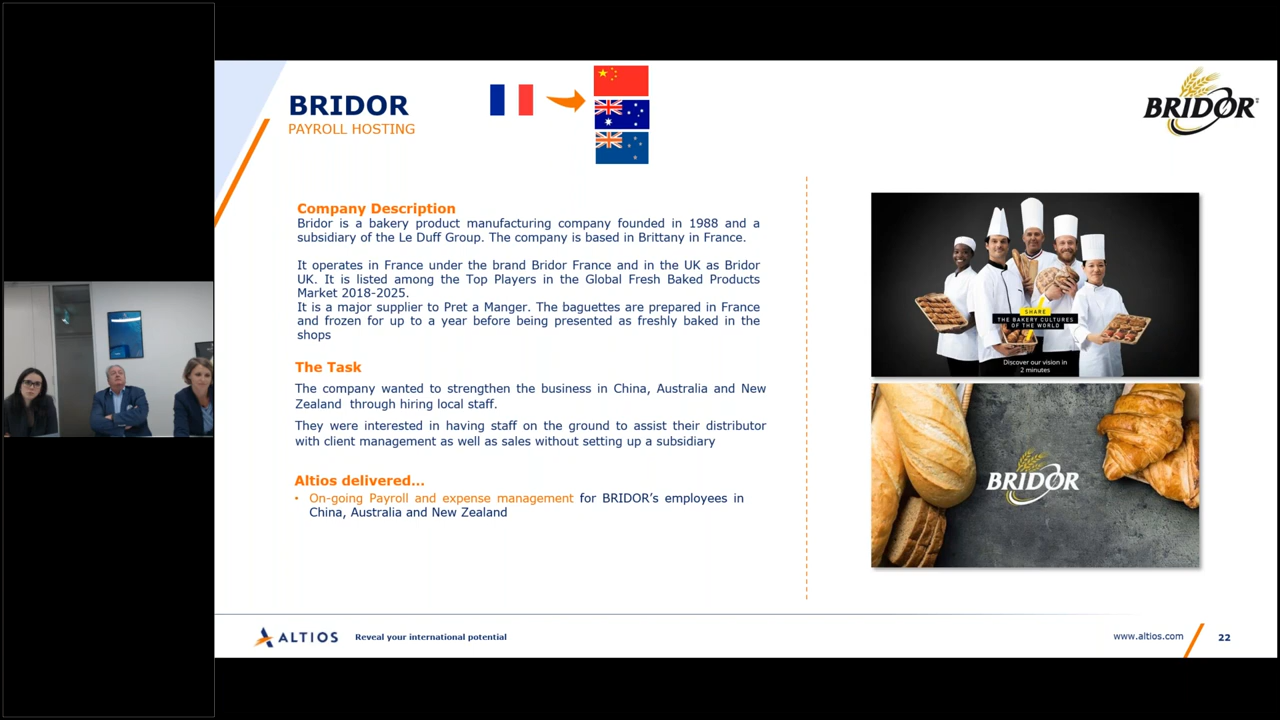 BRIDOR
PAYROLL HOSTING
BRIDOR
Company Description
Bridor is a bakery product manufacturing company founded in 1988 and a
subsidiary of the Le Duff Group. The company is based in Brittany in France.
It operates in France under the brand Bridor France and in the UK as Bridor
UK. It is listed among the Top Players in the Global Fresh Baked Products
Market 2018-2025.
It is a major supplier to Pret a Manger. The baguettes are prepared in France
and frozen for up to a year before being presented as freshly baked in the
shops
The Task
The company wanted to strengthen the business in China, Australia and New
Zealand through hiring local staff.
They were interested in having staff on the ground to assist their distributor
with client management as well as sales without setting up a subsidiary
Altios delivered...
• On-going Payroll and expense management for BRIDOR's employees in
China, Australia and New Zealand
SHARE
THE BAKERY CULTURES
OF THE WORLD
Discover our vision in
2 minutes
BRIDOR
ALTIOS
Reveal your international potential
www.altios.com
22